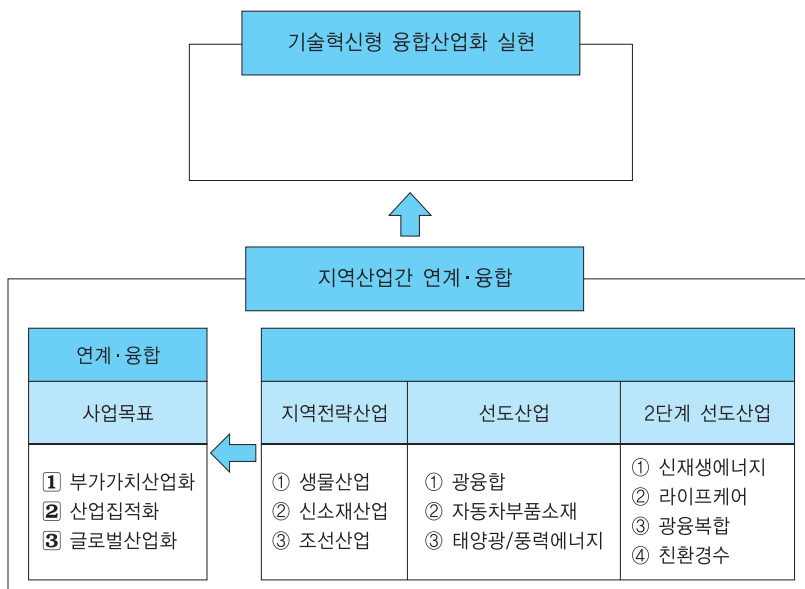 기술혁신형 융합산업화 실현
지역산업간 연계·융합
연계·융합
사업목표
1 부가가치산업화
2 산업집적화
3 글로벌산업화
지역전략산업
① 생물산업
② 신소재산업
③ 조선산업
선도산업
① 광융합
② 자동차부품소재
③ 태양광/풍력에너지
2단계 선도산업
① 신재생에너지
② 라이프케어
③ 광융복합
④ 친환경수